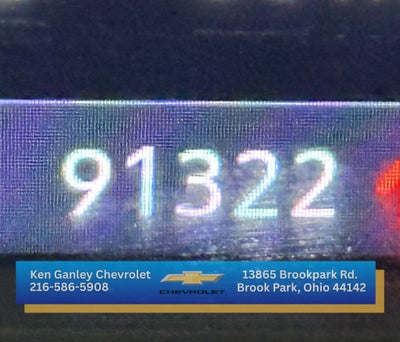 91322
Ken Ganley Chevrolet
216-586-5908
CHEVROLET
13865 Brookpark Rd.
Brook Park, Ohio 44142